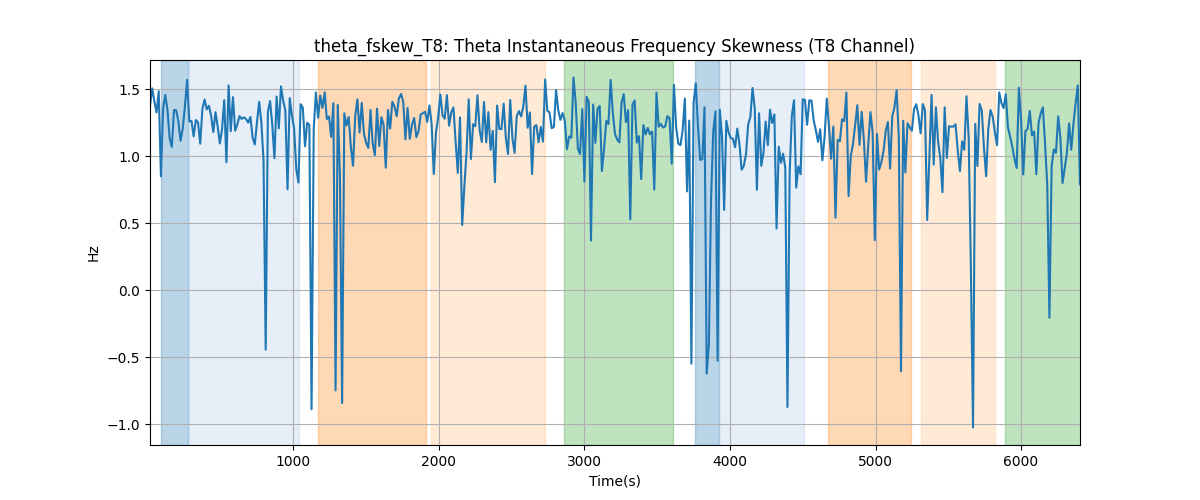 theta_fskew_T8: Theta Instantaneous Frequency Skewness (T8 Channel)
Hz
1.5
1.0
0.5
0.0
−0.5
−1.0
1000 2000 3000 4000 5000 6000
Time(s)